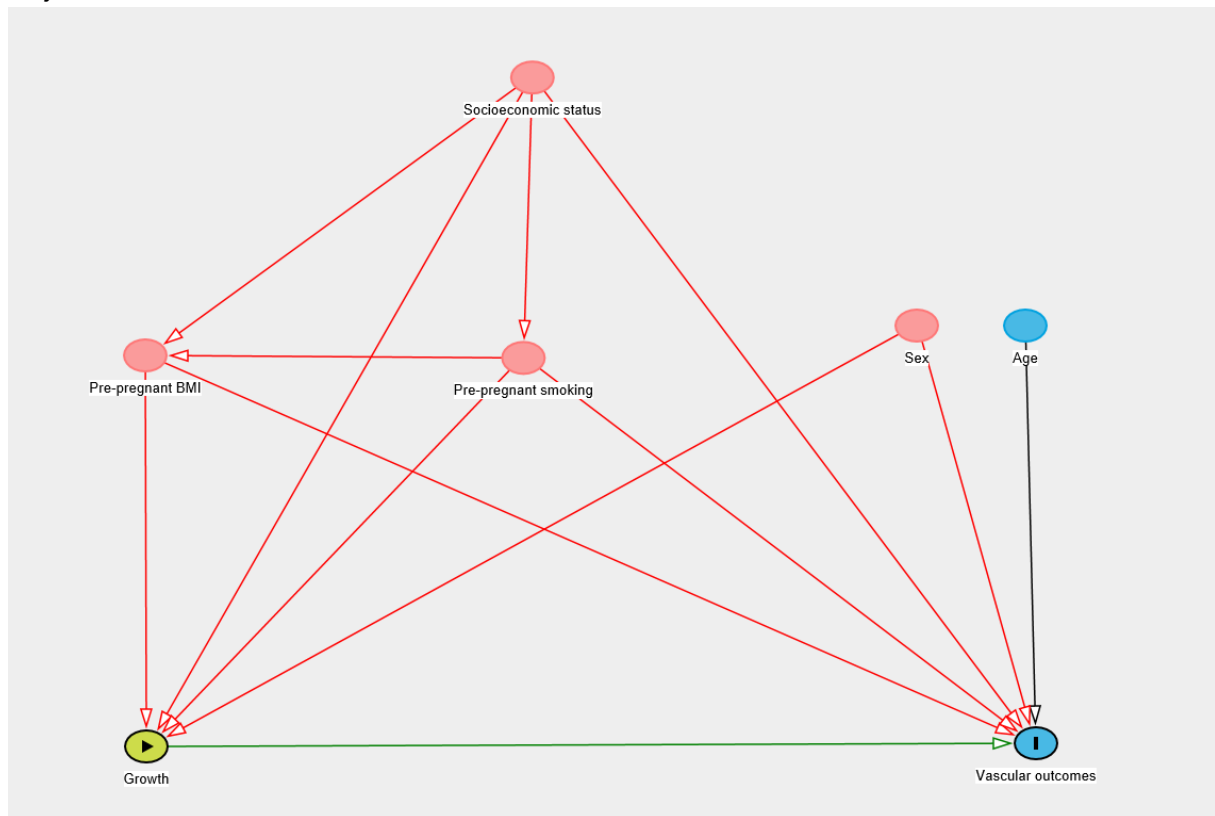 Socioeconomic status
Sex
Age
Pre-pregnant BMI
Pre-pregnant smoking
Growth
Vascular outcomes